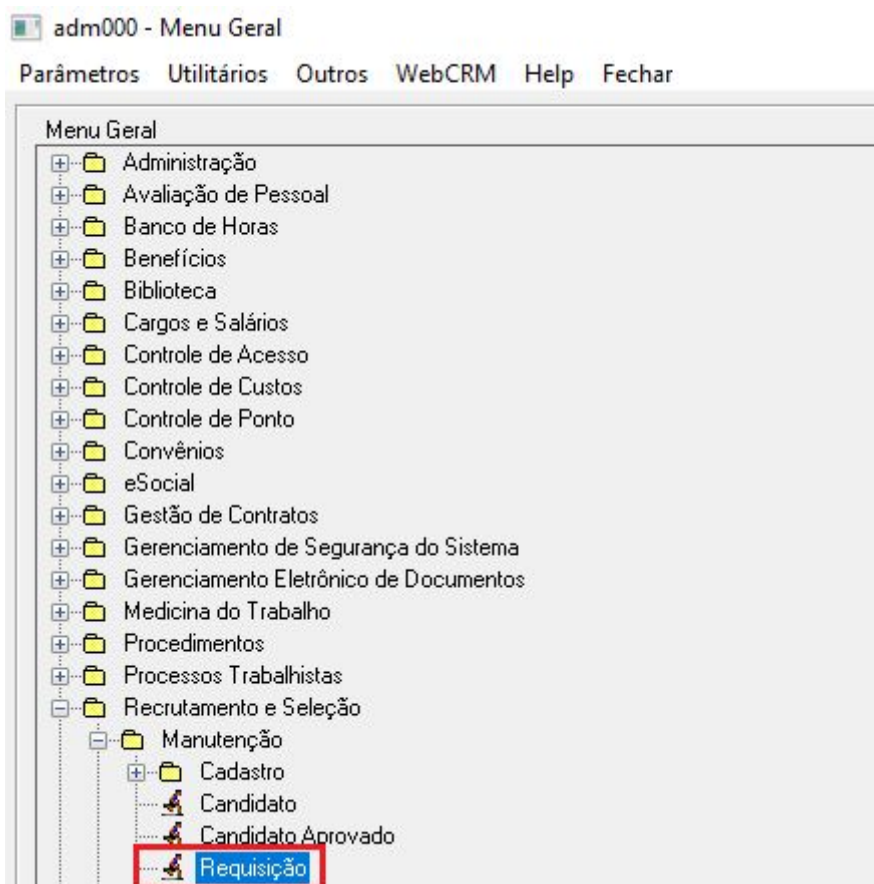 adm000 - Menu Geral
Parâmetros Utilitários Outros WebCRM Help Fechar
Menu Geral
Administração
Avaliação de Pessoal
Banco de Horas
Benefícios
Biblioteca
Cargos e Salários
Controle de Acesso
Controle de Custos
Controle de Ponto
Convênios
eSocial
Gestão de Contratos
Gerenciamento de Segurança do Sistema
Gerenciamento Eletrônico de Documentos
Medicina do Trabalho
Procedimentos
Processos Trabalhistas
Recrutamento e Seleção
Manutenção
Cadastro
Candidato
Candidato Aprovado
Requisição